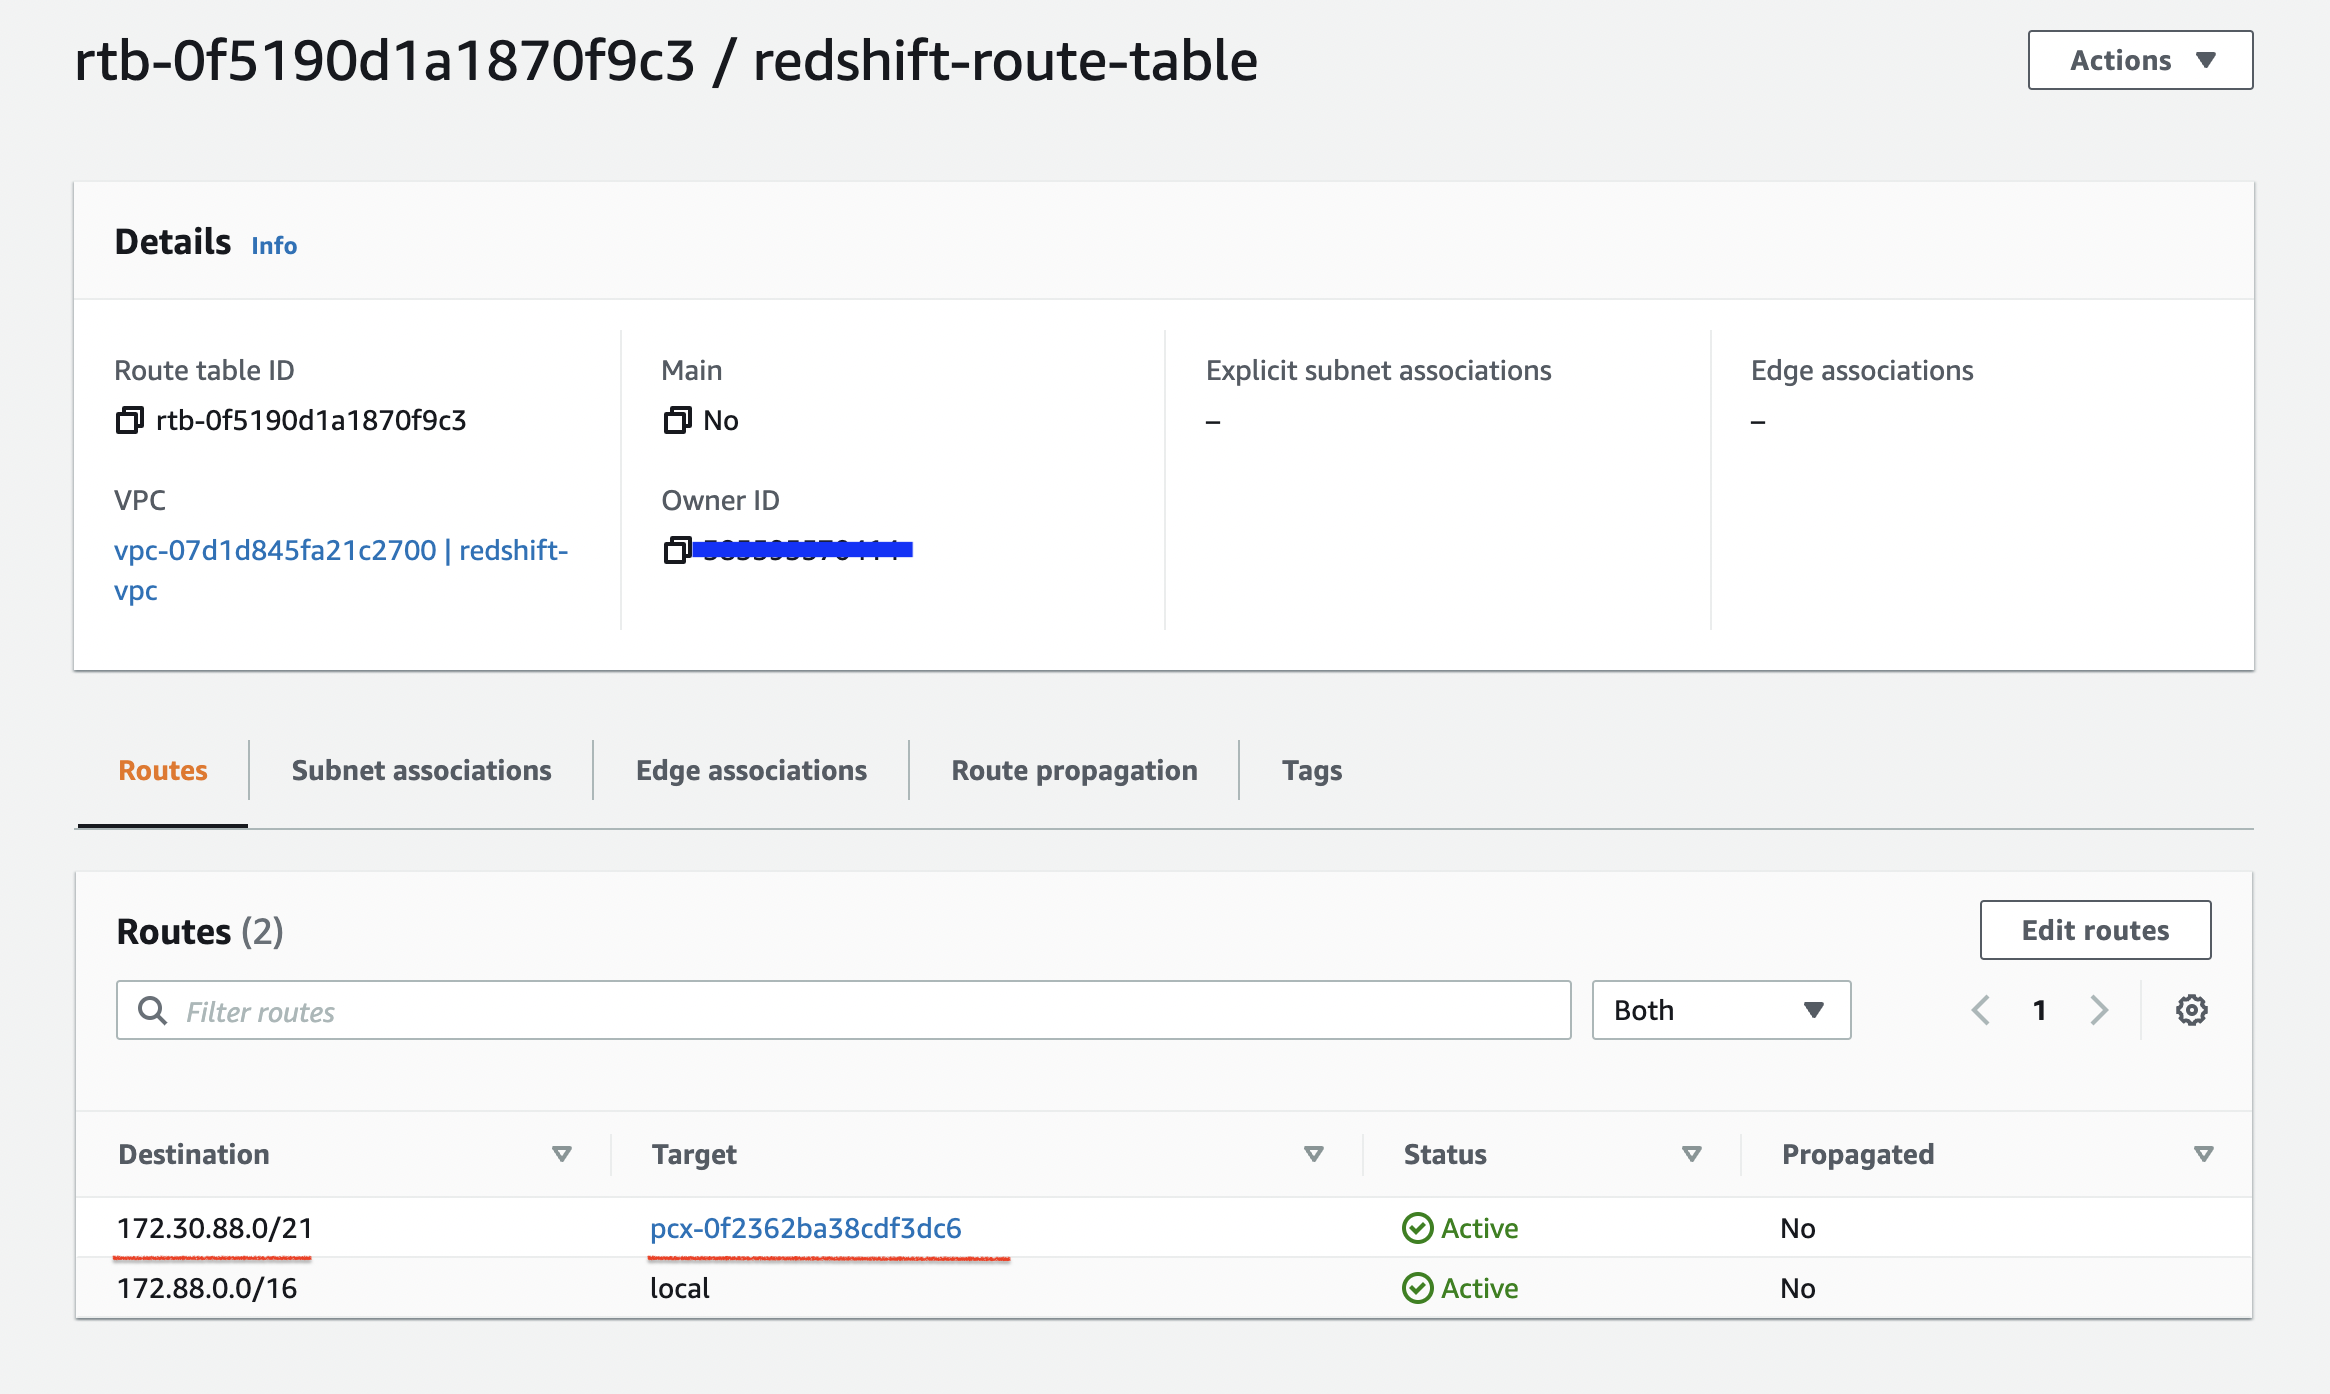 rtb-0f5190d1a1870f9c3 / redshift-route-table
Actions
Details Info
Route table ID
rtb-0f5190d1a1870f9c3
Main
No
Explicit subnet associations
–
Edge associations
–
VPC
vpc-07d1d845fa21c2700 | redshift-
vpc
Owner ID
Routes
Subnet associations
Edge associations
Route propagation
Tags
Routes (2)
Edit routes
Filter routes
Both
1
Destination Target Status Propagated
172.30.88.0/21 pcx-0f2362ba38cdf3dc6 Active No
172.88.0.0/16 local Active No